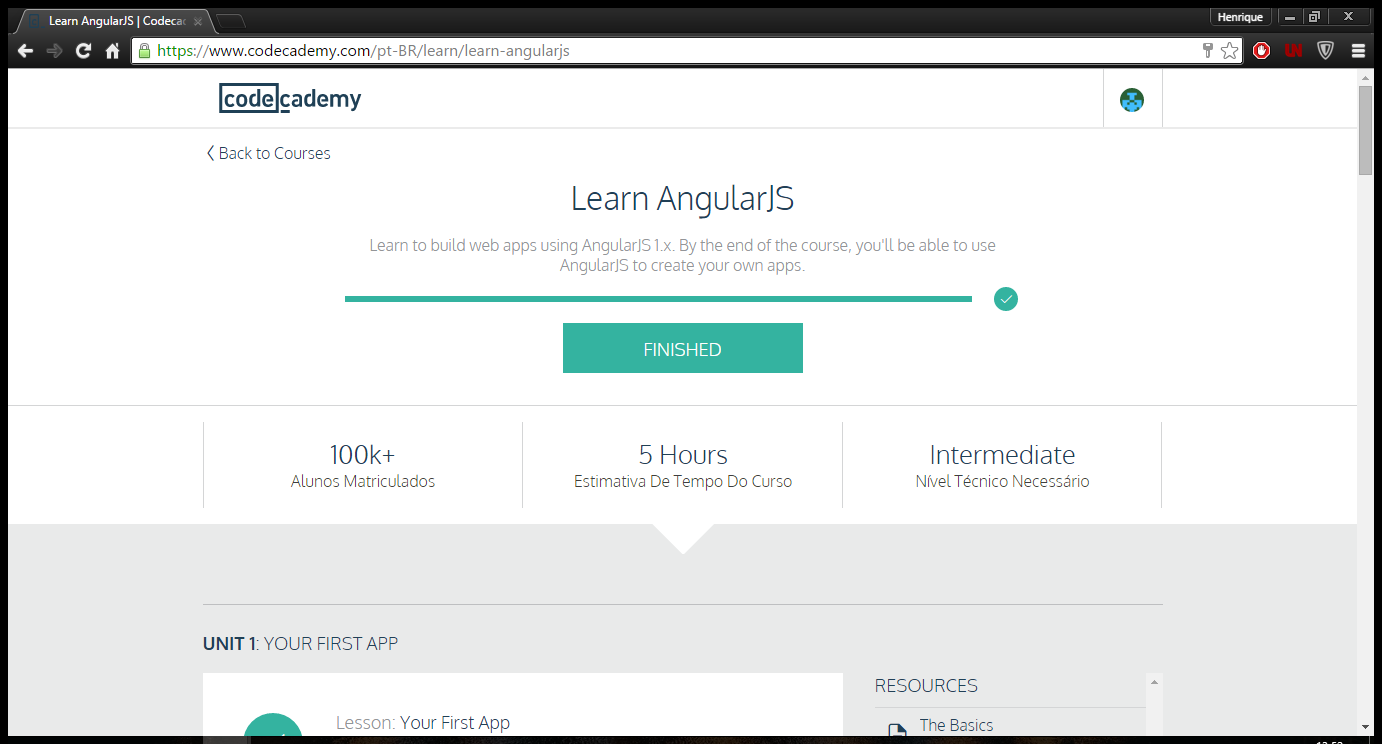 Learn AngularJS | Codeca
Henrique
https://www.codecademy.com/pt-BR/learn/learn-angularjs
codecademy
Back to Courses
Learn AngularJS
Learn to build web apps using AngularJS 1.x. By the end of the course, you'll be able to use
AngularJS to create your own apps.
FINISHED
100k+
Alunos Matriculados
5 Hours
Estimativa De Tempo Do Curso
Intermediate
Nível Técnico Necessário
UNIT 1: YOUR FIRST APP
RESOURCES
Lesson: Your First App
The Basics